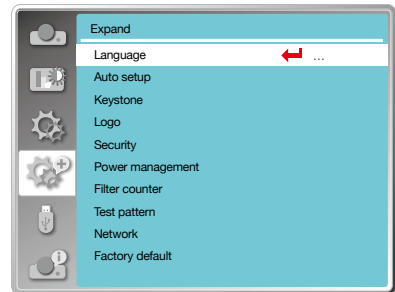 Expand
Language …
Auto setup
Keystone
Logo
Security
Power management
Filter counter
Test pattern
Network
Factory default